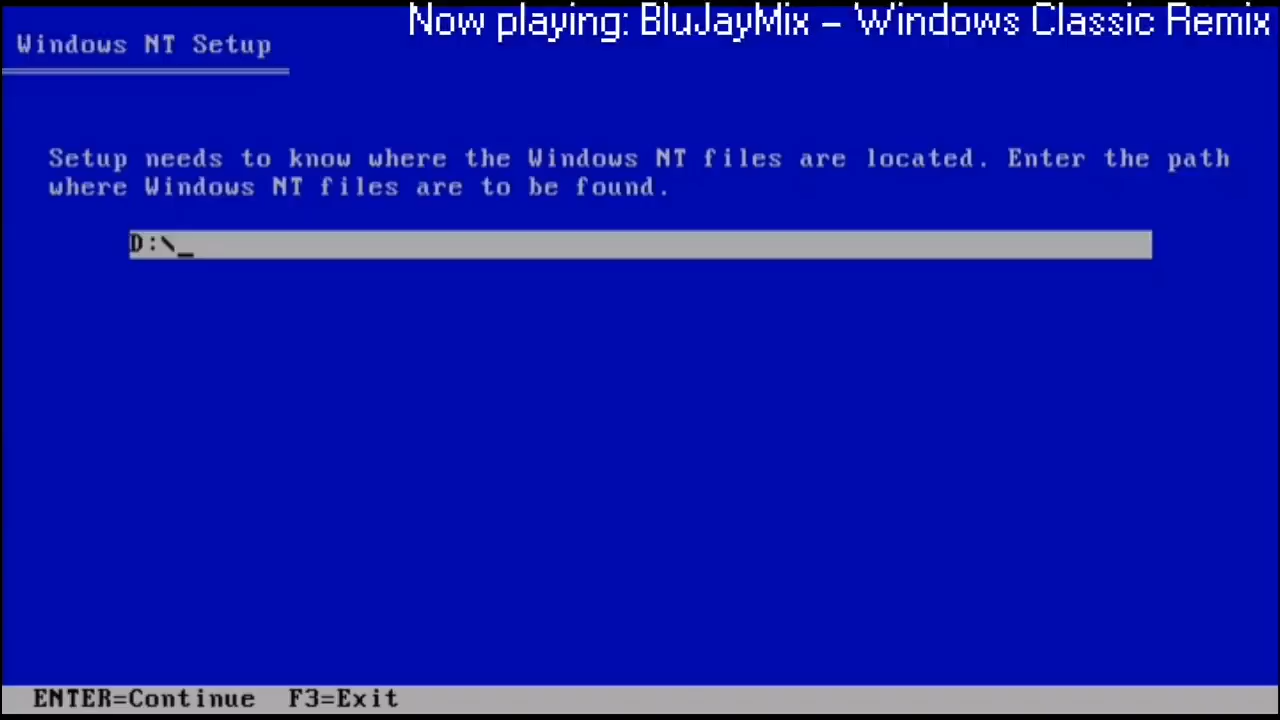 Now playing: BluJayMix – Windows Classic Remix
Windows NT Setup
Setup needs to know where the Windows NT files are located. Enter the path
where Windows NT files are to be found.
D:\_
ENTER=Continue F3=Exit